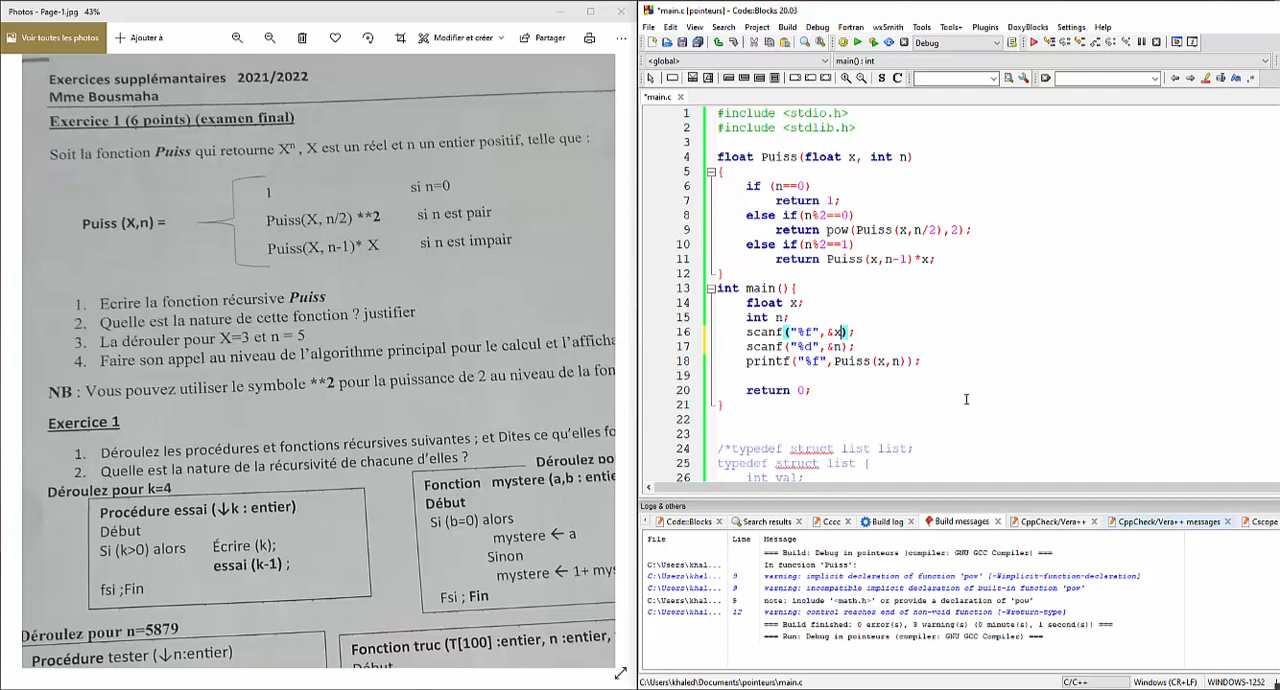 Photos - Page-1.jpg 43%
Voir toutes les photos
Ajouter à
Modifier et créer
Partager
Exercices supplémantaires 2021/2022
Mme Bousmaha
Exercice 1 (6 points) (examen final)
Soit la fonction Puiss qui retourne Xⁿ , X est un réel et n un entier positif, telle que :
1 si n=0
Puiss (X,n) =
Puiss(X, n/2) **2 si n est pair
Puiss(X, n-1)* X si n est impair
1. Ecrire la fonction récursive Puiss
2. Quelle est la nature de cette fonction ? justifier
3. La dérouler pour X=3 et n = 5
4. Faire son appel au niveau de l'algorithme principal pour le calcul et l'afficha
NB : Vous pouvez utiliser le symbole **2 pour la puissance de 2 au niveau de la fon
Exercice 1
1. Déroulez les procédures et fonctions récursives suivantes ; et Dites ce qu'elles fo
2. Quelle est la nature de la récursivité de chacune d'elles ?
Déroulez pour k=4
Procédure essai (↓k : entier)
Début
Si (k>0) alors Écrire (k);
essai (k-1) ;
fsi ;Fin
Déroulez po
Fonction mystere (a,b : entie
Début
Si (b=0) alors
mystere ← a
Sinon
mystere ← 1+ mys
Fsi ; Fin
Déroulez pour n=5879
Procédure tester (↓n:entier)
Fonction truc (T[100] :entier, n :entier,
Début
*main.c [pointeurs] - Code::Blocks 20.03
File Edit View Search Project Build Debug Fortran wxSmith Tools Tools+ Plugins DoxyBlocks Settings Help
Debug
<global>
main() : int
S C
*main.c
1 #include <stdio.h>
2 #include <stdlib.h>
3
4 float Puiss(float x, int n)
5 {
6 if (n==0)
7 return 1;
8 else if(n%2==0)
9 return pow(Puiss(x,n/2),2);
10 else if(n%2==1)
11 return Puiss(x,n-1)*x;
12 }
13 int main(){
14 float x;
15 int n;
16 scanf("%f",&x);
17 scanf("%d",&n);
18 printf("%f",Puiss(x,n));
19
20 return 0;
21 }
22
23
24 /*typedef struct list list;
25 typedef struct list {
26 int val;
Logs & others
Code::Blocks
Search results
Cccc
Build log
Build messages
CppCheck/Vera++
CppCheck/Vera++ messages
Cscope
File Line Message
=== Build: Debug in pointeurs (compiler: GNU GCC Compiler) ===
C:\Users\khal... In function 'Puiss':
C:\Users\khal... 9 warning: implicit declaration of function 'pow' [-Wimplicit-function-declaration]
C:\Users\khal... 9 warning: incompatible implicit declaration of built-in function 'pow'
C:\Users\khal... 9 note: include '<math.h>' or provide a declaration of 'pow'
C:\Users\khal... 12 warning: control reaches end of non-void function [-Wreturn-type]
=== Build finished: 0 error(s), 3 warning(s) (0 minute(s), 1 second(s)) ===
=== Run: Debug in pointeurs (compiler: GNU GCC Compiler) ===
C:\Users\khaled\Documents\pointeurs\main.c
C/C++
Windows (CR+LF)
WINDOWS-1252